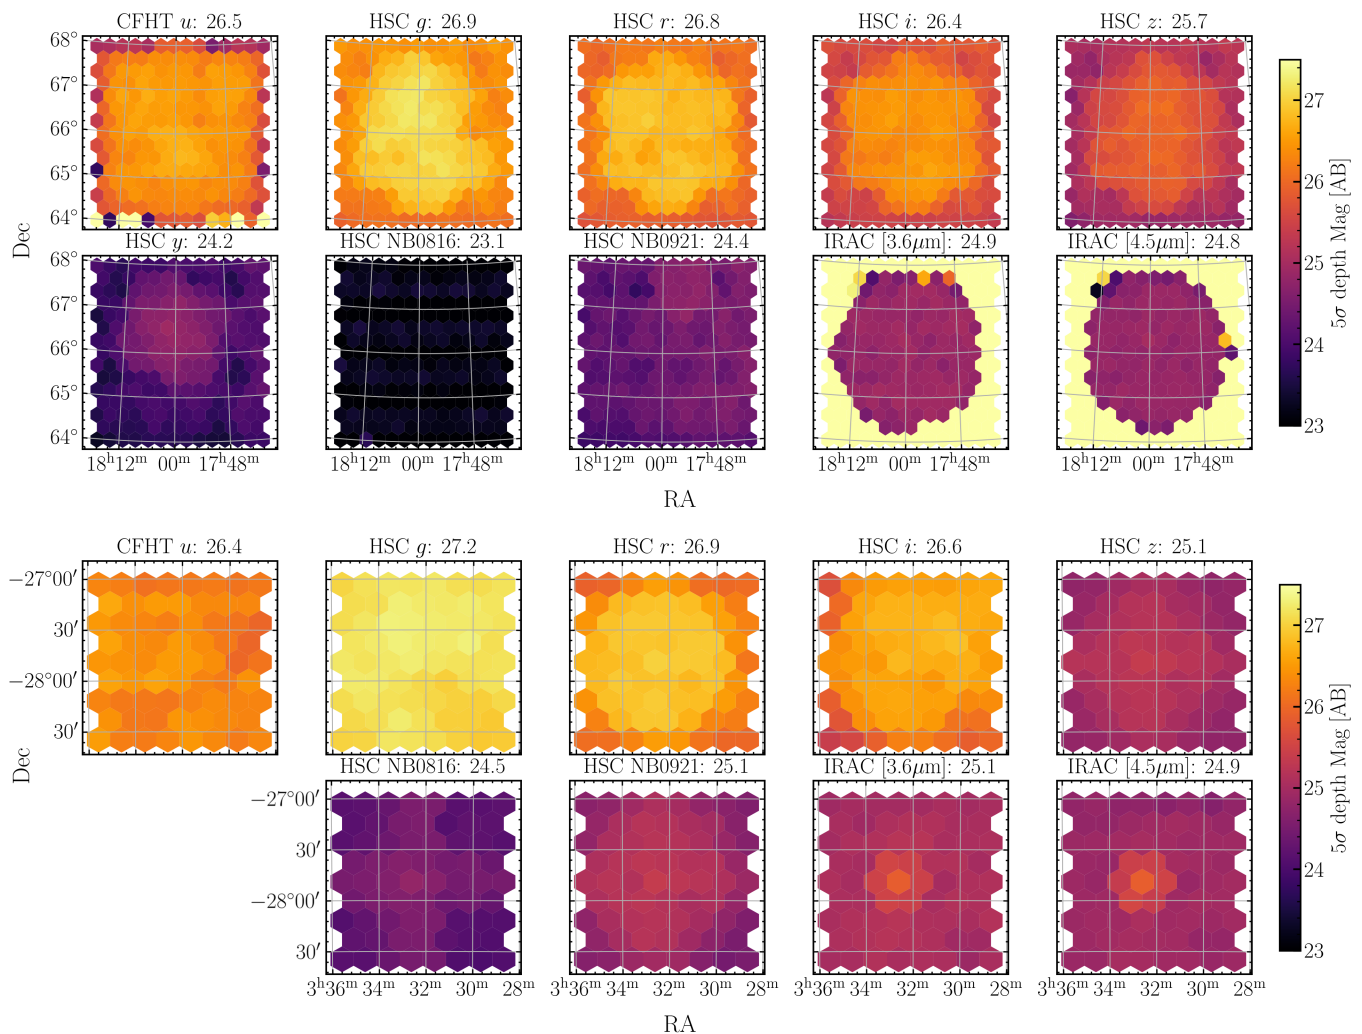 CFHT u: 26.5 HSC g: 26.9 HSC r: 26.8 HSC i: 26.4 HSC z: 25.7
68°
67°
66°
65°
64°
Dec
27
26
25
24
23
5σ depth Mag [AB]
HSC y: 24.2 HSC NB0816: 23.1 HSC NB0921: 24.4 IRAC [3.6μm]: 24.9 IRAC [4.5μm]: 24.8
68°
67°
66°
65°
64°
18ʰ12ᵐ 00ᵐ 17ʰ48ᵐ 18ʰ12ᵐ 00ᵐ 17ʰ48ᵐ 18ʰ12ᵐ 00ᵐ 17ʰ48ᵐ 18ʰ12ᵐ 00ᵐ 17ʰ48ᵐ 18ʰ12ᵐ 00ᵐ 17ʰ48ᵐ
RA
CFHT u: 26.4 HSC g: 27.2 HSC r: 26.9 HSC i: 26.6 HSC z: 25.1
−27°00′
30′
−28°00′
30′
Dec
27
26
25
24
23
5σ depth Mag [AB]
HSC NB0816: 24.5 HSC NB0921: 25.1 IRAC [3.6μm]: 25.1 IRAC [4.5μm]: 24.9
−27°00′
30′
−28°00′
30′
3ʰ36ᵐ 34ᵐ 32ᵐ 30ᵐ 28ᵐ 3ʰ36ᵐ 34ᵐ 32ᵐ 30ᵐ 28ᵐ 3ʰ36ᵐ 34ᵐ 32ᵐ 30ᵐ 28ᵐ 3ʰ36ᵐ 34ᵐ 32ᵐ 30ᵐ 28ᵐ
RA